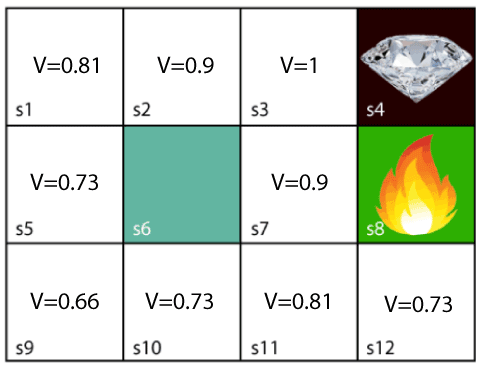 V=0.81
s1
V=0.9
s2
V=1
s3
s4
V=0.73
s5
s6
V=0.9
s7
s8
V=0.66
s9
V=0.73
s10
V=0.81
s11
V=0.73
s12